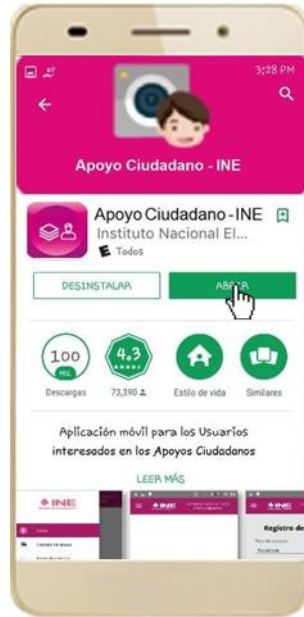 3:28 PM
Apoyo Ciudadano - INE
Apoyo Ciudadano - INE
Instituto Nacional El...
E Todos
DESINSTALAR
ABRIR
100
MIL
4.3
Descargas
73,390
Estilo de vida
Similares
Aplicación móvil para los Usuarios
interesados en los Apoyos Ciudadanos
LEER MÁS
INE
INE
INE
Registro de